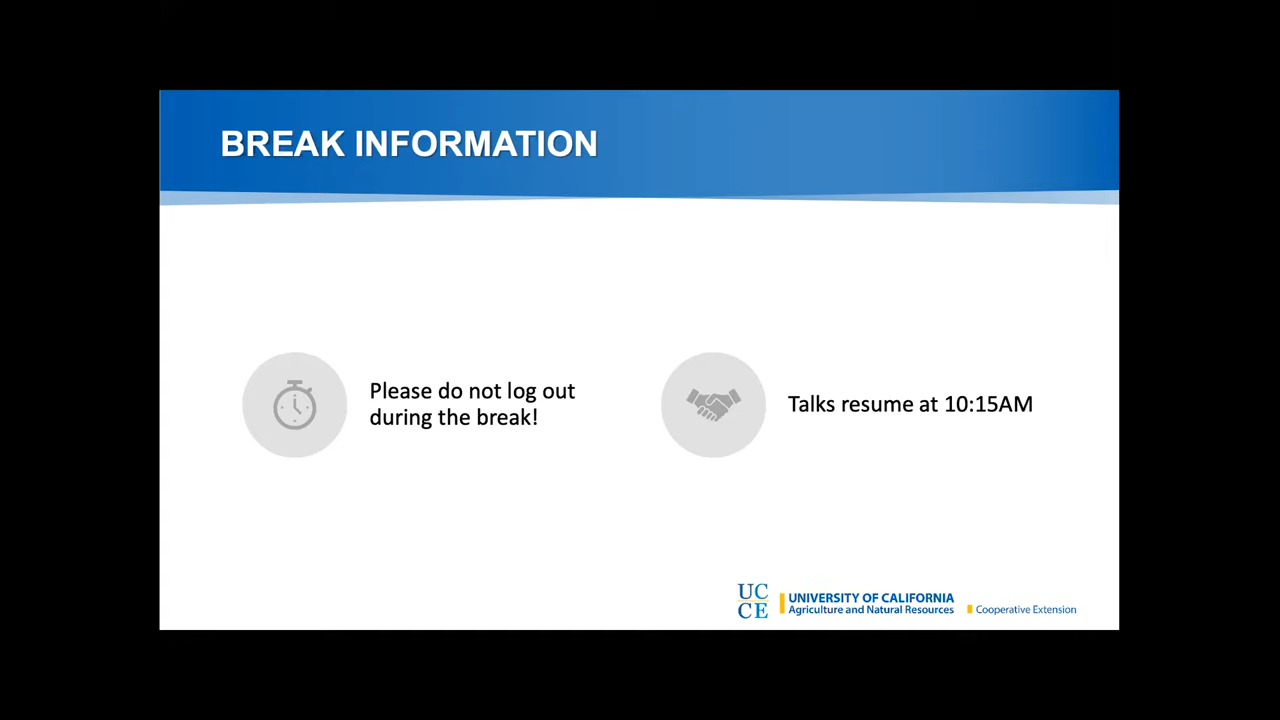 BREAK INFORMATION
Please do not log out
during the break!
Talks resume at 10:15AM
UC
CE
UNIVERSITY OF CALIFORNIA
Agriculture and Natural Resources
Cooperative Extension